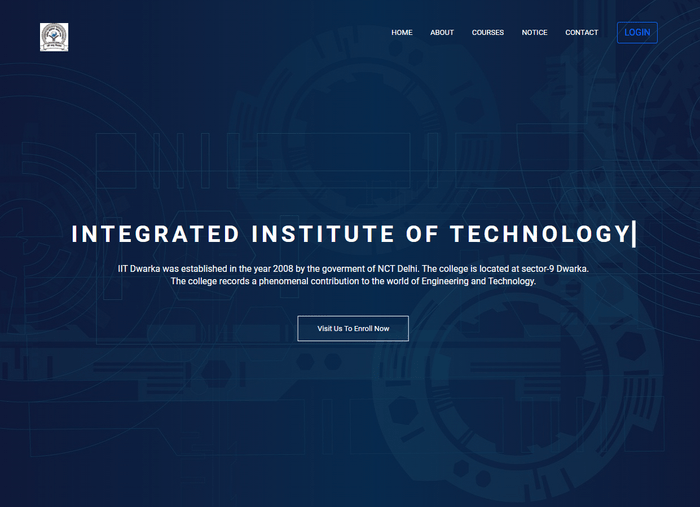 HOME ABOUT COURSES NOTICE CONTACT LOGIN
INTEGRATED INSTITUTE OF TECHNOLOGY
IIT Dwarka was established in the year 2008 by the goverment of NCT Delhi. The college is located at sector-9 Dwarka.
The college records a phenomenal contribution to the world of Engineering and Technology.
Visit Us To Enroll Now